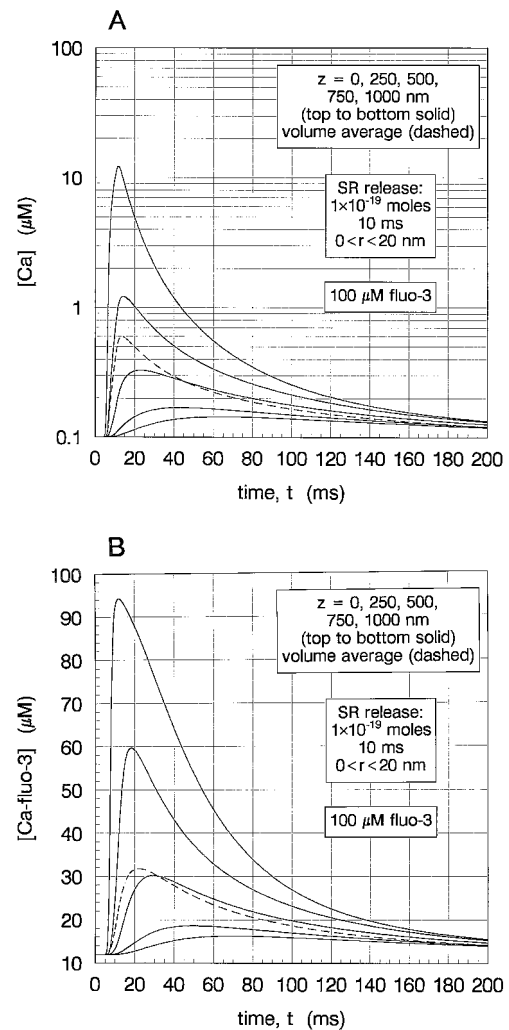 A
100
10
1
0.1
[Ca] (μM)
z = 0, 250, 500,
750, 1000 nm
(top to bottom solid)
volume average (dashed)
SR release:
1×10⁻¹⁹ moles
10 ms
0<r<20 nm
100 μM fluo-3
0 20 40 60 80 100 120 140 160 180 200
time, t (ms)
B
100
90
80
70
60
50
40
30
20
10
[Ca-fluo-3] (μM)
z = 0, 250, 500,
750, 1000 nm
(top to bottom solid)
volume average (dashed)
SR release:
1×10⁻¹⁹ moles
10 ms
0<r<20 nm
100 μM fluo-3
0 20 40 60 80 100 120 140 160 180 200
time, t (ms)